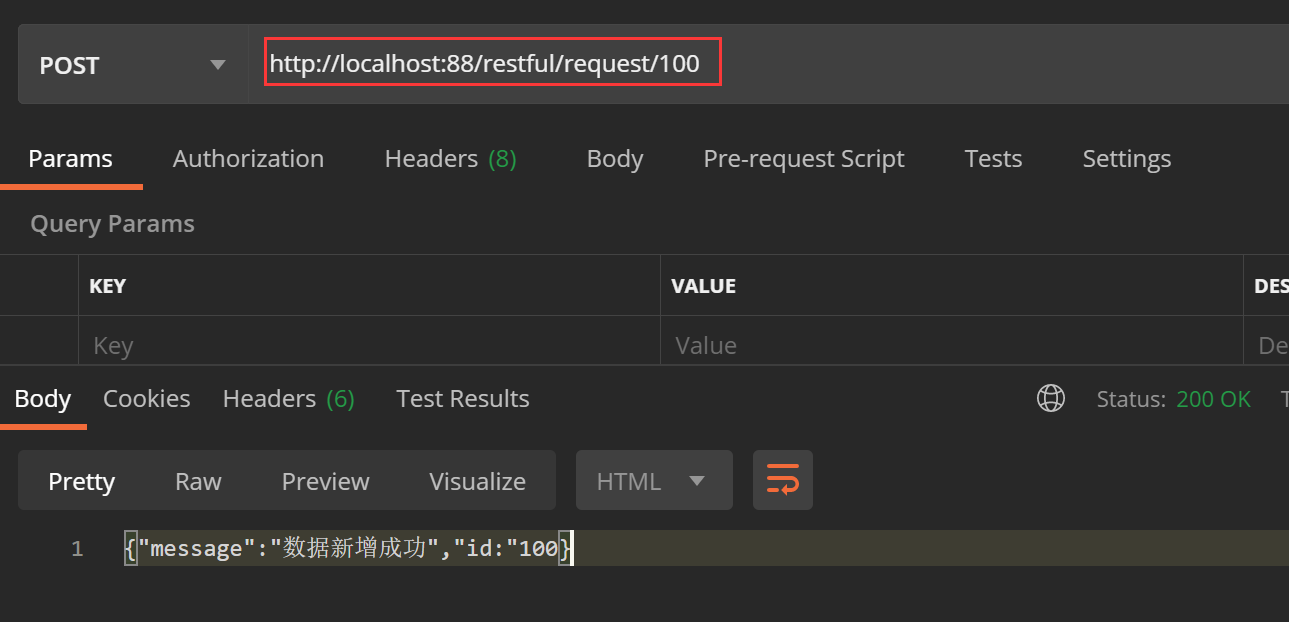 POST http://localhost:88/restful/request/100
Params Authorization Headers (8) Body Pre-request Script Tests Settings
Query Params
KEY VALUE DES
Key Value De
Body Cookies Headers (6) Test Results Status: 200 OK T
Pretty Raw Preview Visualize HTML
1 {"message":"数据新增成功","id:"100}